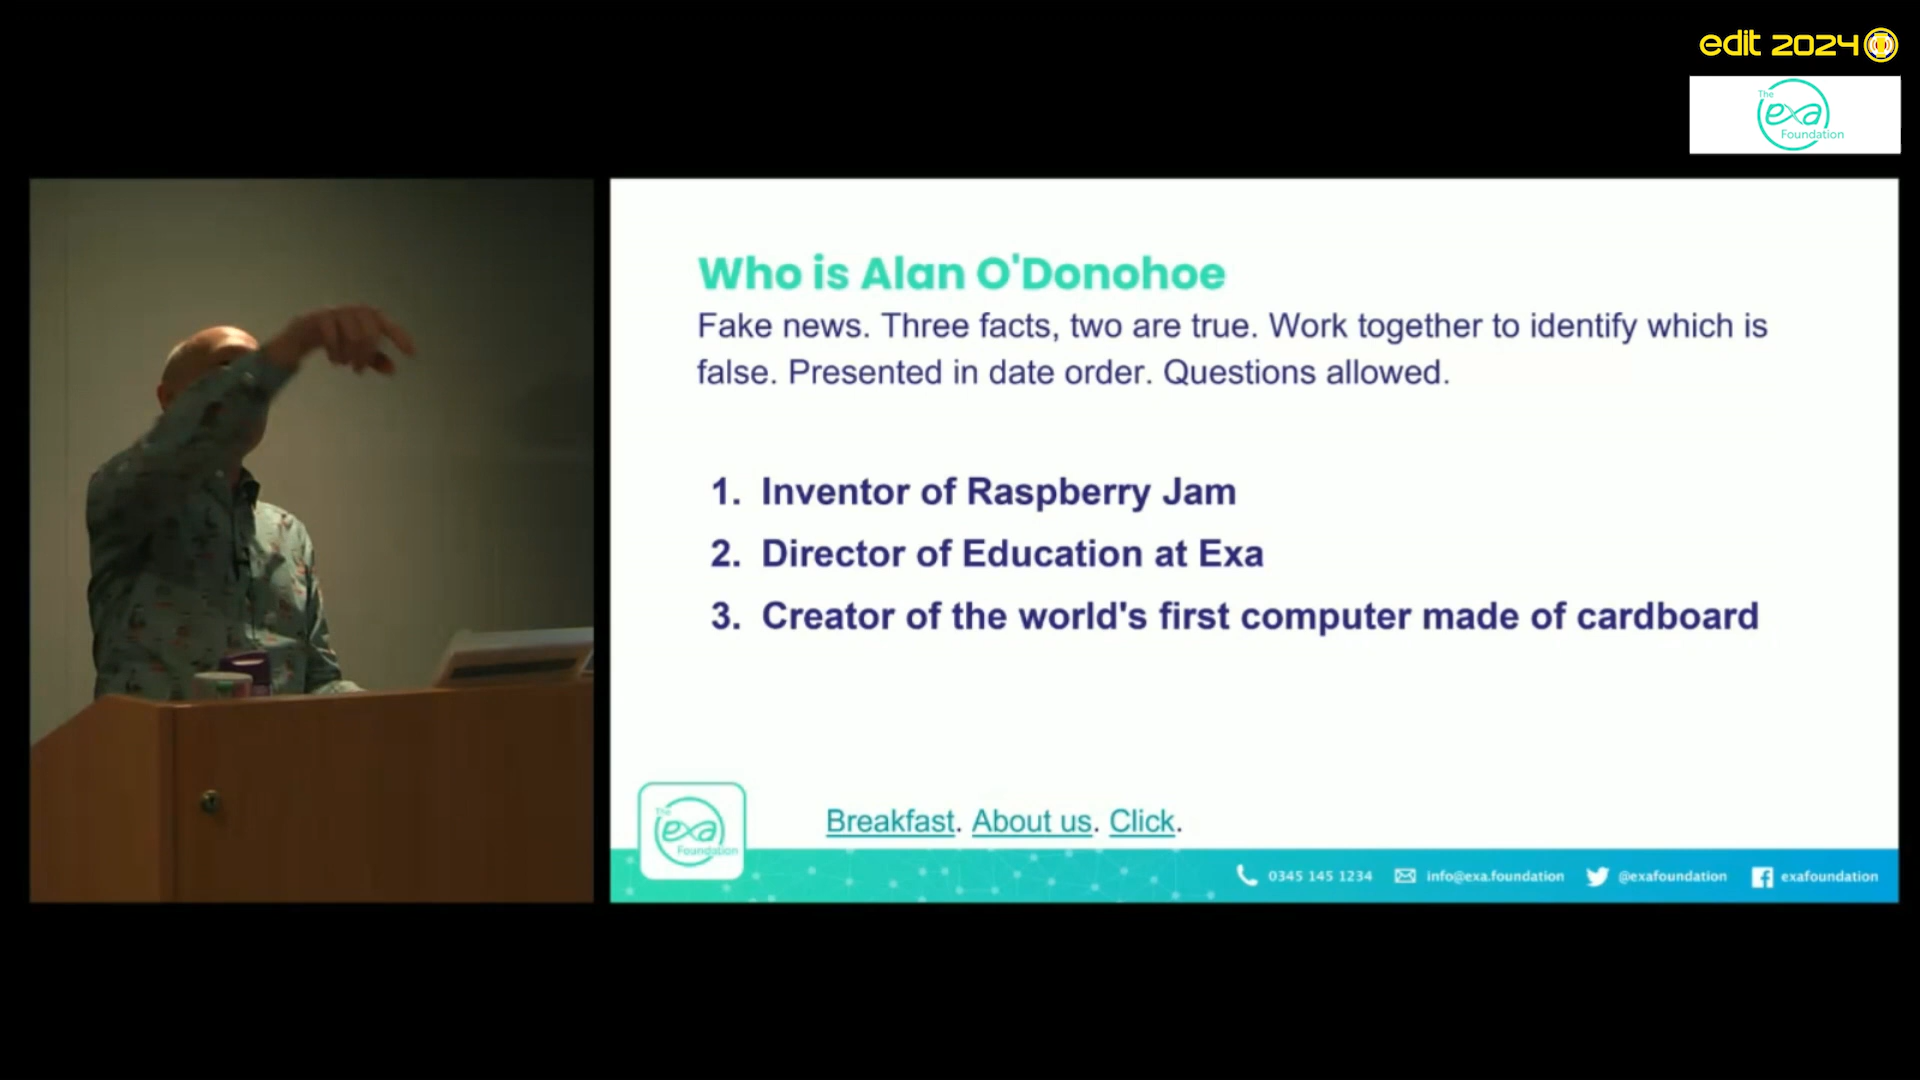 edit 2024
The
exa
Foundation
Who is Alan O'Donohoe
Fake news. Three facts, two are true. Work together to identify which is
false. Presented in date order. Questions allowed.
1. Inventor of Raspberry Jam
2. Director of Education at Exa
3. Creator of the world's first computer made of cardboard
The
exa
Foundation
Breakfast. About us. Click.
0345 145 1234 info@exa.foundation @exafoundation exafoundation